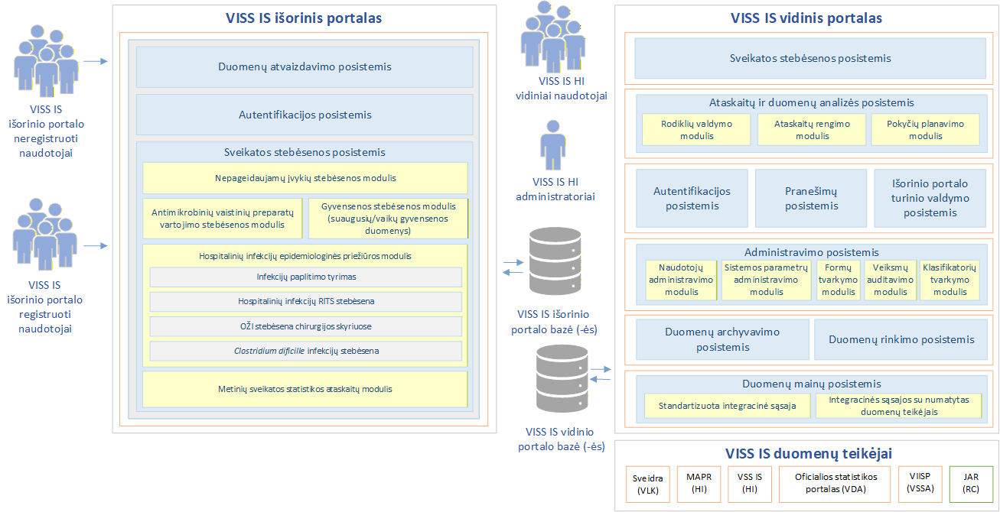 VISS IS
išorinio portalo
neregistruoti
naudotojai
VISS IS
išorinio portalo
registruoti
naudotojai
VISS IS išorinis portalas
Duomenų atvaizdavimo posistemis
Autentifikacijos posistemis
Sveikatos stebėsenos posistemis
Nepageidaujamų įvykių stebėsenos modulis
Antimikrobinių vaistinių preparatų
vartojimo stebėsenos modulis
Gyvensenos stebėsenos modulis
(suaugusių/vaikų gyvensenos
duomenys)
Hospitalinių infekcijų epidemiologinės priežiūros modulis
Infekcijų paplitimo tyrimas
Hospitalinių infekcijų RITS stebėsena
OŽI stebėsena chirurgijos skyriuose
Clostridium dificille infekcijų stebėsena
Metinių sveikatos statistikos ataskaitų modulis
VISS IS HI
vidiniai naudotojai
VISS IS HI
administratoriai
VISS IS išorinio
portalo bazė (-ės)
VISS IS vidinio
portalo bazė (-ės)
VISS IS vidinis portalas
Sveikatos stebėsenos posistemis
Ataskaitų ir duomenų analizės posistemis
Rodiklių valdymo
modulis
Ataskaitų rengimo
modulis
Pokyčių planavimo
modulis
Autentifikacijos
posistemis
Pranešimų
posistemis
Išorinio portalo
turinio valdymo
posistemis
Administravimo posistemis
Naudotojų
administravimo
modulis
Sistemos parametrų
administravimo
modulis
Formų
tvarkymo
modulis
Veiksmų
auditavimo
modulis
Klasifikatorių
tvarkymo
modulis
Duomenų archyvavimo
posistemis
Duomenų rinkimo posistemis
Duomenų mainų posistemis
Standartizuota integracinė sąsaja
Integracinės sąsajos su numatytas
duomenų teikėjais
VISS IS duomenų teikėjai
Sveidra
(VLK)
MAPR
(HI)
VSS IS
(HI)
Oficialios statistikos
portalas (VDA)
VIISP
(VSSA)
JAR
(RC)